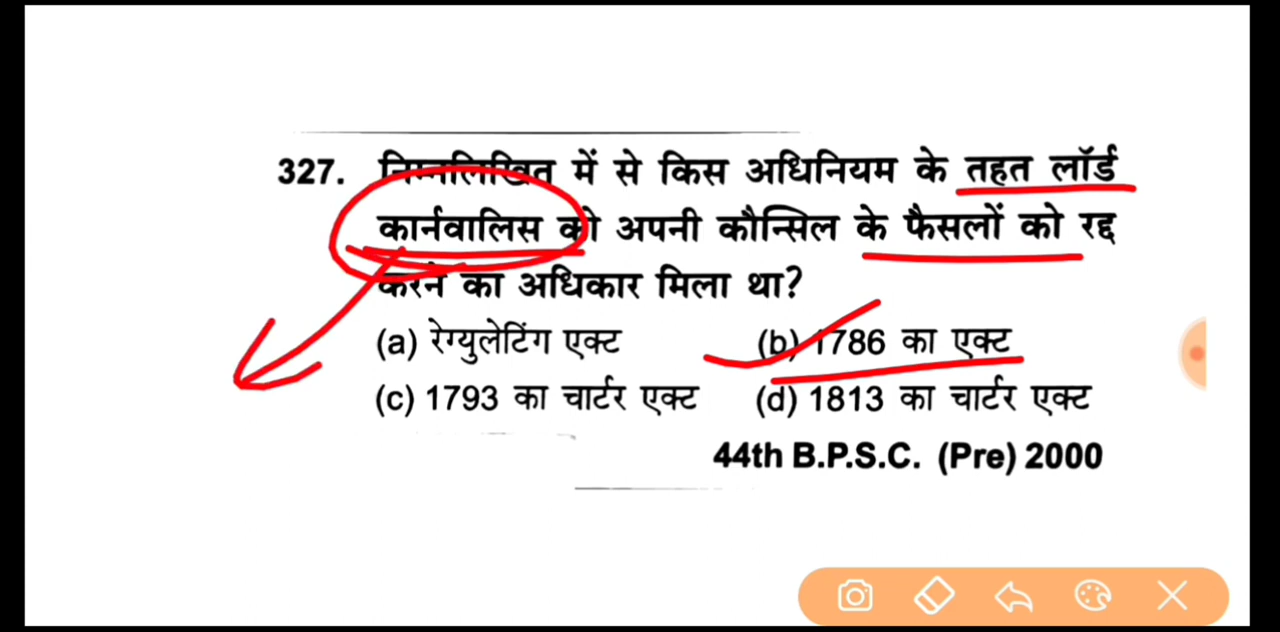 327. निम्नलिखित में से किस अधिनियम के तहत लॉर्ड
कार्नवालिस को अपनी कौन्सिल के फैसलों को रद्द
करने का अधिकार मिला था?
(a) रेग्युलेटिंग एक्ट (b) 1786 का एक्ट
(c) 1793 का चार्टर एक्ट (d) 1813 का चार्टर एक्ट
44th B.P.S.C. (Pre) 2000